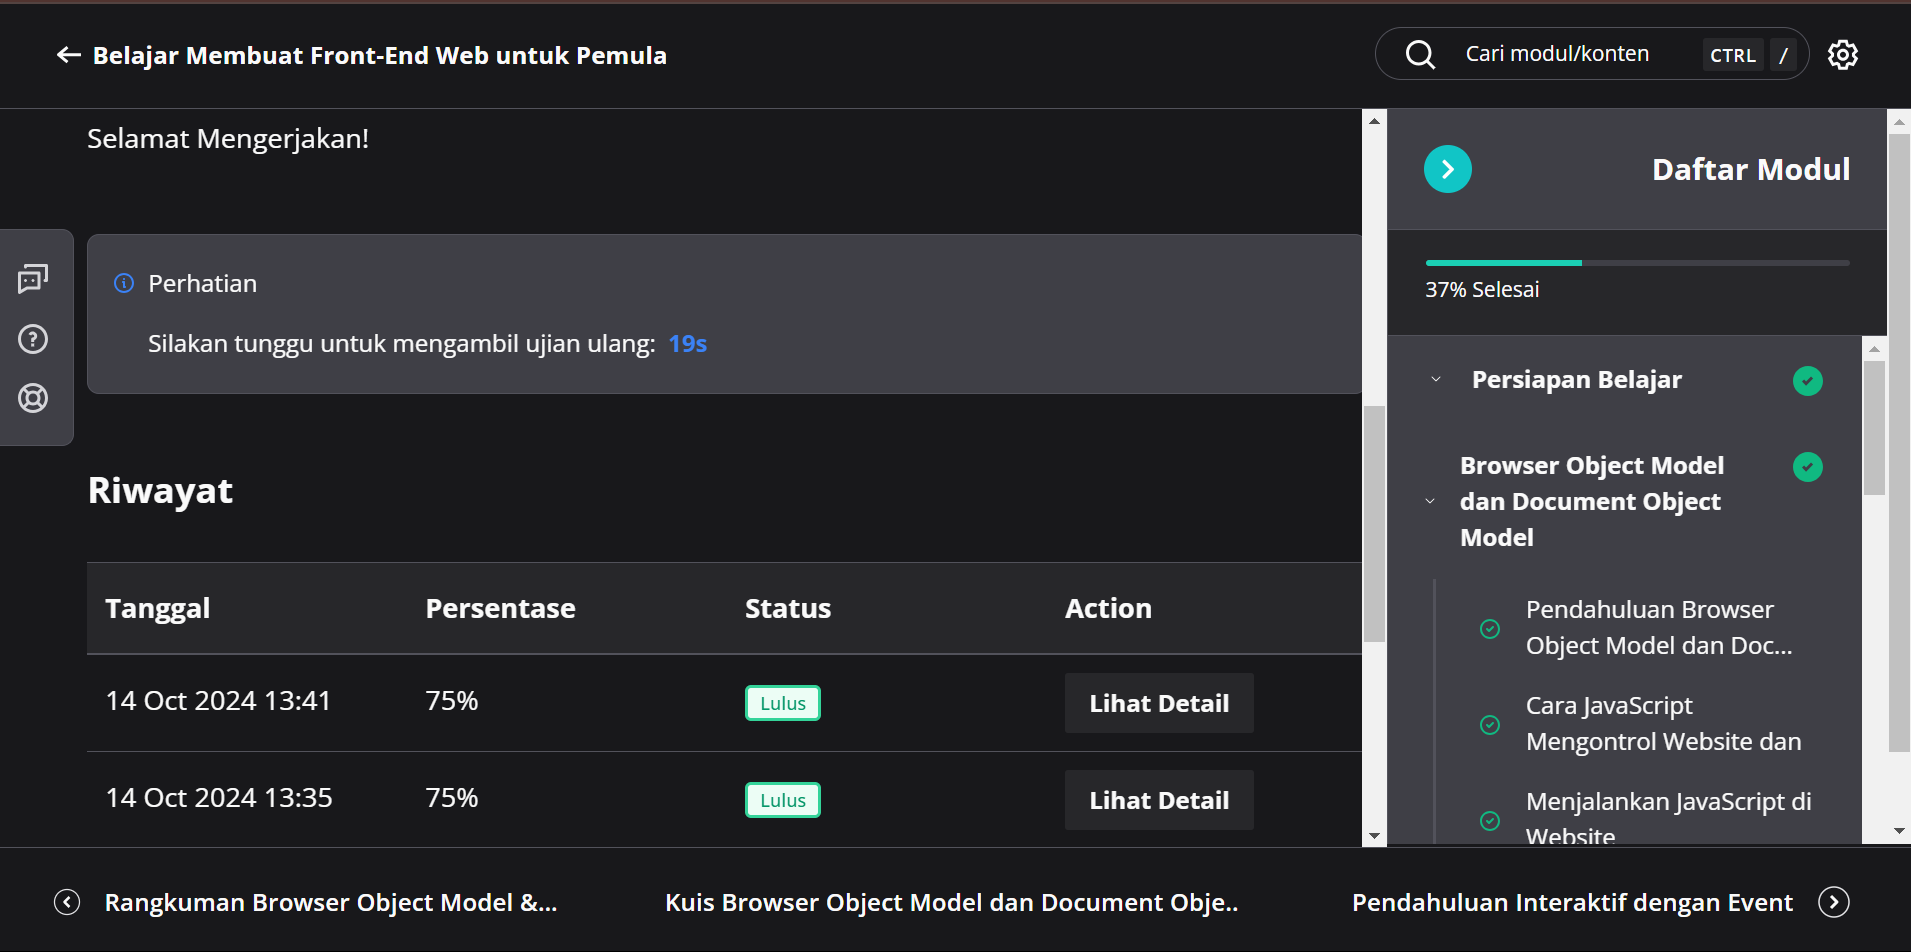 Belajar Membuat Front-End Web untuk Pemula
Cari modul/konten CTRL /
Selamat Mengerjakan!
Perhatian
Silakan tunggu untuk mengambil ujian ulang: 19s
Riwayat
Tanggal Persentase Status Action
14 Oct 2024 13:41 75% Lulus Lihat Detail
14 Oct 2024 13:35 75% Lulus Lihat Detail
Daftar Modul
37% Selesai
Persiapan Belajar
Browser Object Model
dan Document Object
Model
Pendahuluan Browser
Object Model dan Doc...
Cara JavaScript
Mengontrol Website dan
Menjalankan JavaScript di
Website
Rangkuman Browser Object Model &...
Kuis Browser Object Model dan Document Obje..
Pendahuluan Interaktif dengan Event